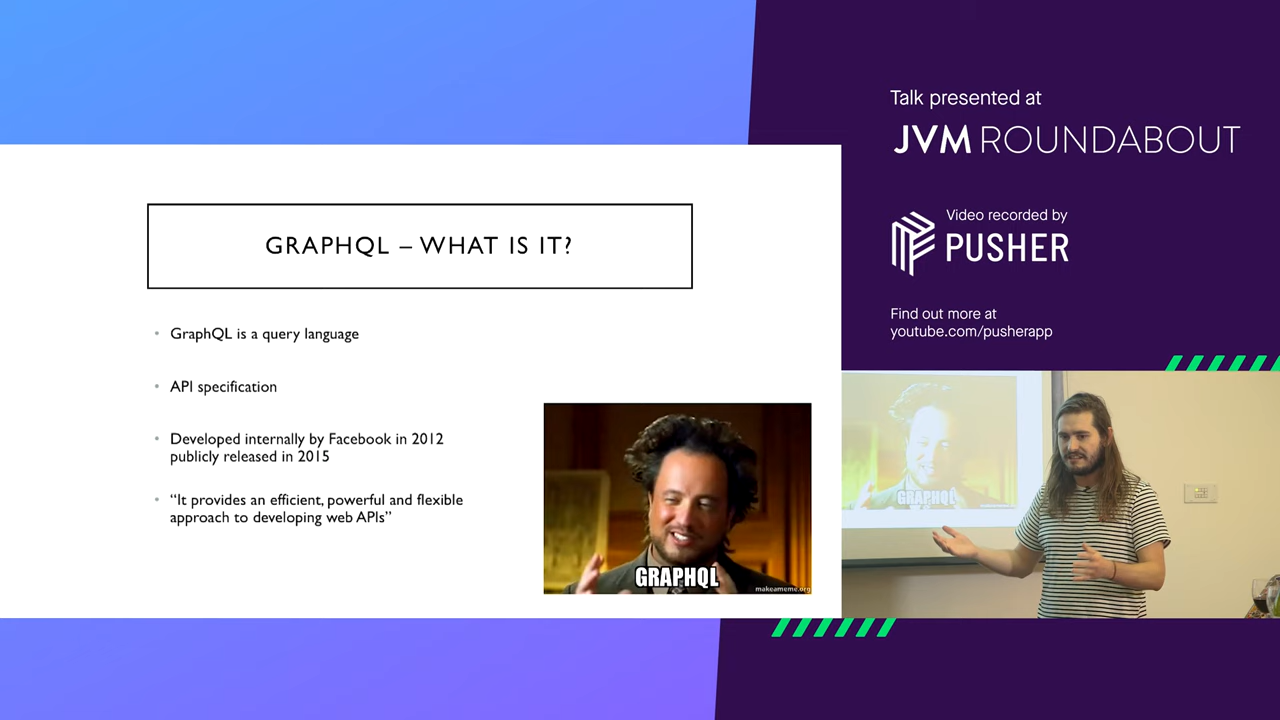 Talk presented at
JVM ROUNDABOUT
Video recorded by
PUSHER
Find out more at
youtube.com/pusherapp
GRAPHQL – WHAT IS IT?
• GraphQL is a query language
• API specification
• Developed internally by Facebook in 2012
publicly released in 2015
• “It provides an efficient, powerful and flexible
approach to developing web APIs”
GRAPHQL
makeameme.org
GRAPHQL